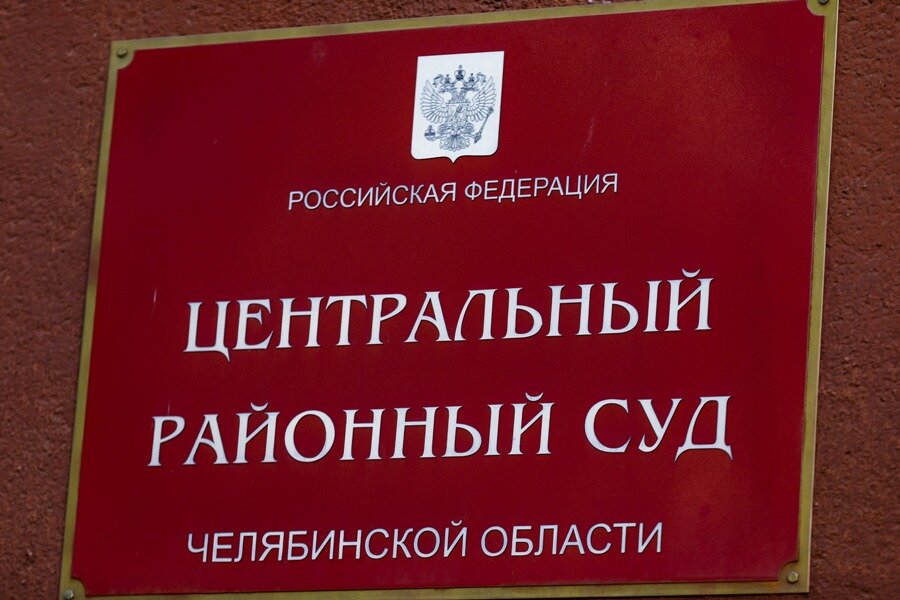 РОССИЙСКАЯ ФЕДЕРАЦИЯ
ЦЕНТРАЛЬНЫЙ
РАЙОННЫЙ СУД
ЧЕЛЯБИНСКОЙ ОБЛАСТИ